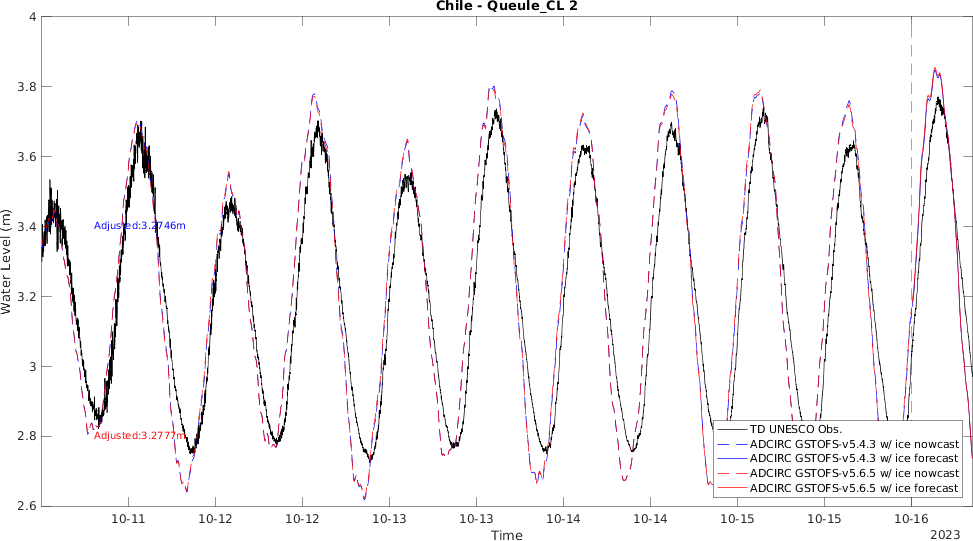 Chile - Queule_CL 2
4
3.8
3.6
3.4
3.2
3
2.8
2.6
Water Level (m)
Adjusted:3.2746m
Adjusted:3.2777m
TD UNESCO Obs.
ADCIRC GSTOFS-v5.4.3 w/ ice nowcast
ADCIRC GSTOFS-v5.4.3 w/ ice forecast
ADCIRC GSTOFS-v5.6.5 w/ ice nowcast
ADCIRC GSTOFS-v5.6.5 w/ ice forecast
10-11
10-12
10-12
10-13
10-13
10-14
10-14
10-15
10-15
10-16
Time
2023